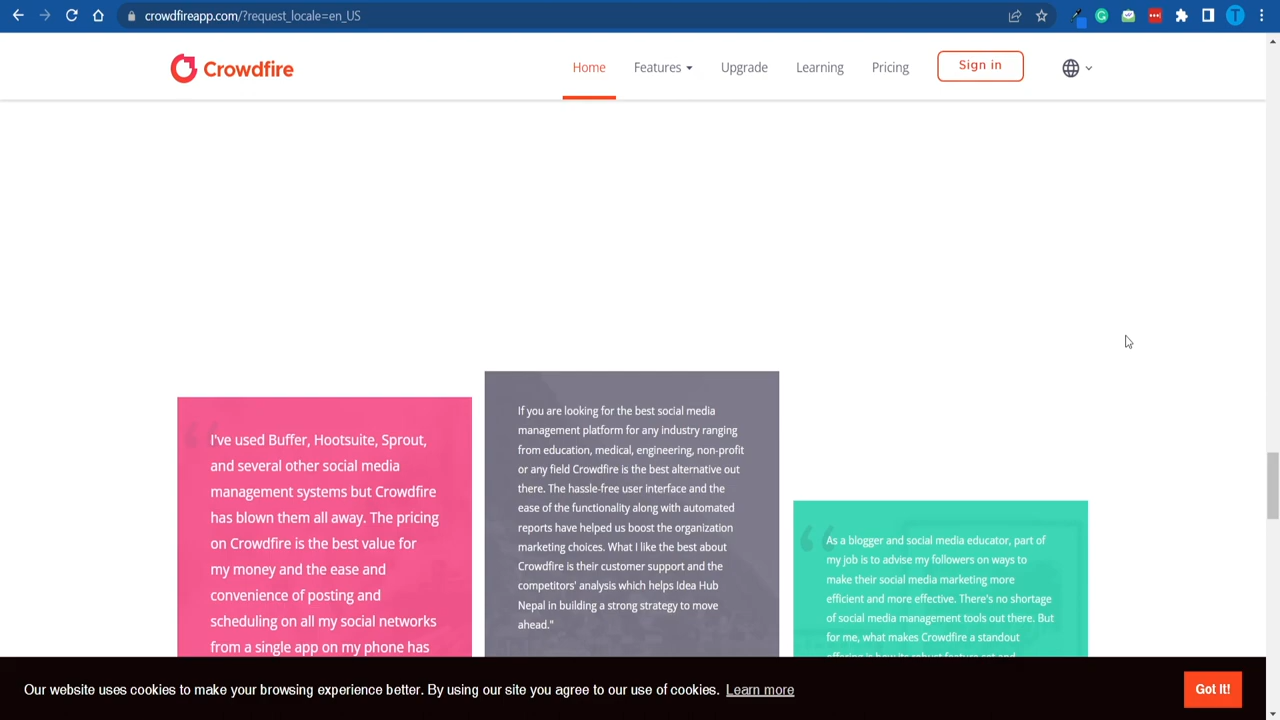 crowdfireapp.com/?request_locale=en_US
T
Crowdfire
Home
Features
Upgrade
Learning
Pricing
Sign in
I've used Buffer, Hootsuite, Sprout,
and several other social media
management systems but Crowdfire
has blown them all away. The pricing
on Crowdfire is the best value for
my money and the ease and
convenience of posting and
scheduling on all my social networks
from a single app on my phone has
If you are looking for the best social media
management platform for any industry ranging
from education, medical, engineering, non-profit
or any field Crowdfire is the best alternative out
there. The hassle-free user interface and the
ease of the functionality along with automated
reports have helped us boost the organization
marketing choices. What I like the best about
Crowdfire is their customer support and the
competitors' analysis which helps Idea Hub
Nepal in building a strong strategy to move
ahead."
As a blogger and social media educator, part of
my job is to advise my followers on ways to
make their social media marketing more
efficient and more effective. There's no shortage
of social media management tools out there. But
for me, what makes Crowdfire a standout
offering is how its robust feature set and
Our website uses cookies to make your browsing experience better. By using our site you agree to our use of cookies. Learn more
Got It!